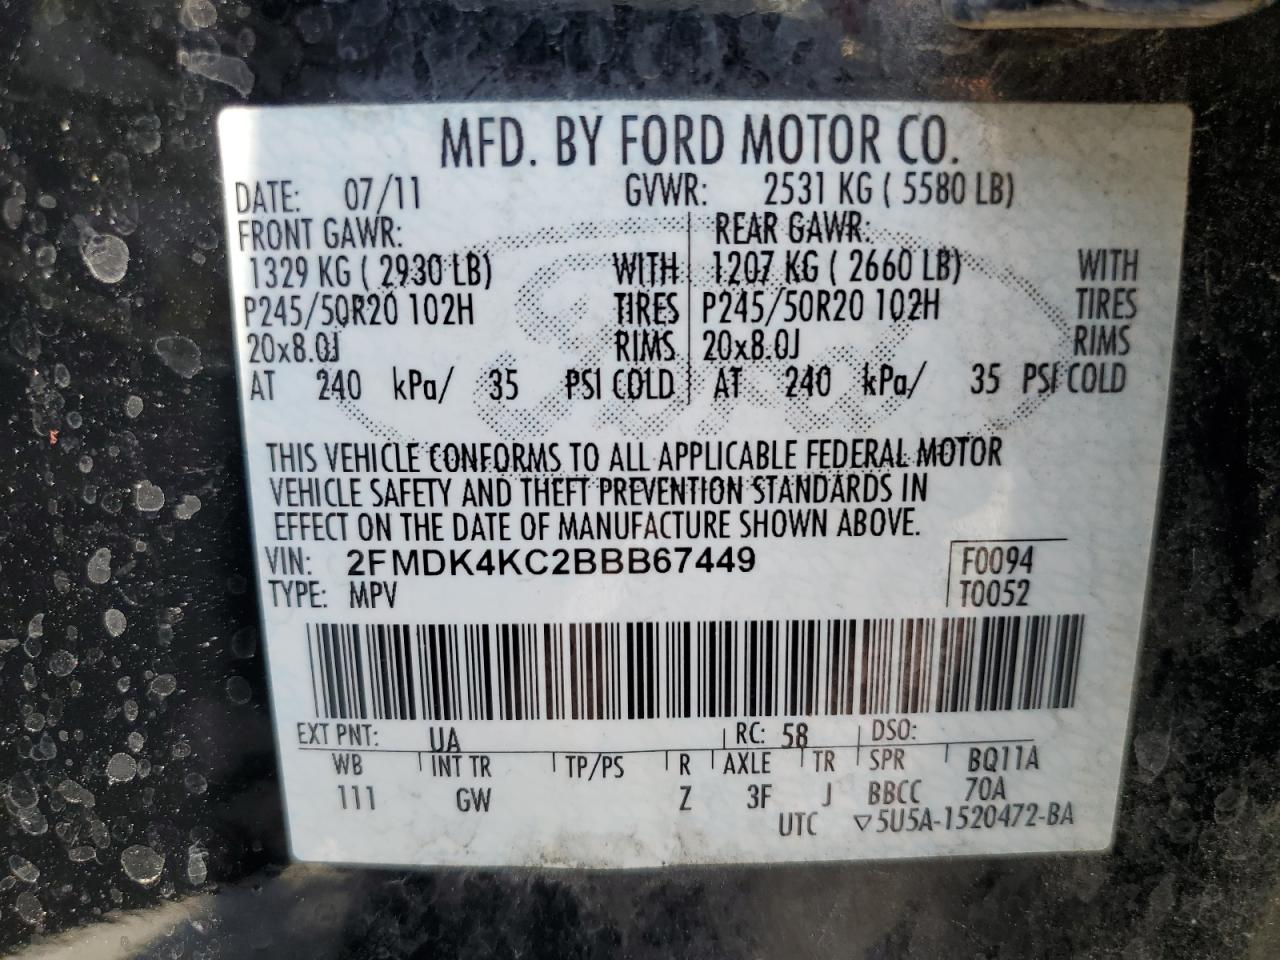 MFD. BY FORD MOTOR CO.
DATE: 07/11 GVWR: 2531 KG ( 5580 LB)
FRONT GAWR: REAR GAWR:
1329 KG ( 2930 LB) WITH 1207 KG ( 2660 LB) WITH
P245/50R20 102H TIRES P245/50R20 102H TIRES
20x8.0J RIMS 20x8.0J RIMS
AT 240 kPa/ 35 PSI COLD AT 240 kPa/ 35 PSI COLD
THIS VEHICLE CONFORMS TO ALL APPLICABLE FEDERAL MOTOR
VEHICLE SAFETY AND THEFT PREVENTION STANDARDS IN
EFFECT ON THE DATE OF MANUFACTURE SHOWN ABOVE.
VIN: 2FMDK4KC2BBB67449 F0094
TYPE: MPV T0052
EXT PNT: UA RC: 58 DSO:
WB INT TR TP/PS R AXLE TR SPR BQ11A
111 GW Z 3F J BBCC 70A
UTC ▽5U5A-1520472-BA